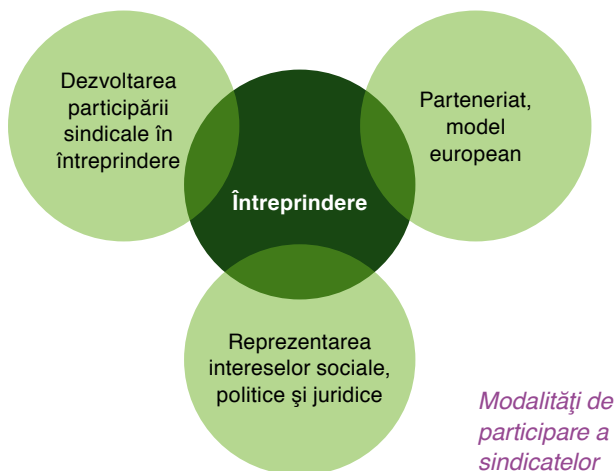 Dezvoltarea
participării
sindicale în
întreprindere
Parteneriat,
model
european
Întreprindere
Reprezentarea
intereselor sociale,
politice şi juridice
Modalităţi de
participare a
sindicatelor